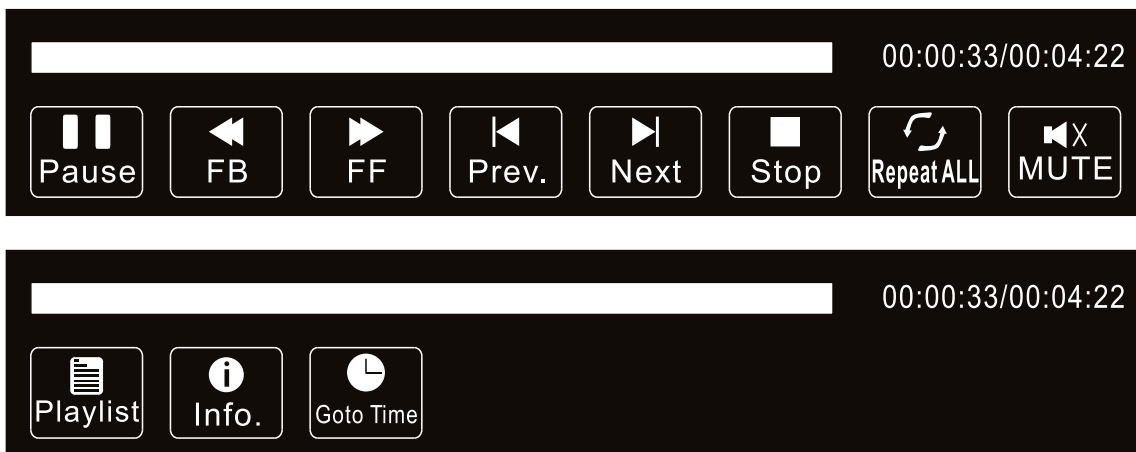 00:00:33/00:04:22
Pause FB FF Prev. Next Stop Repeat ALL MUTE
00:00:33/00:04:22
Playlist Info. Goto Time